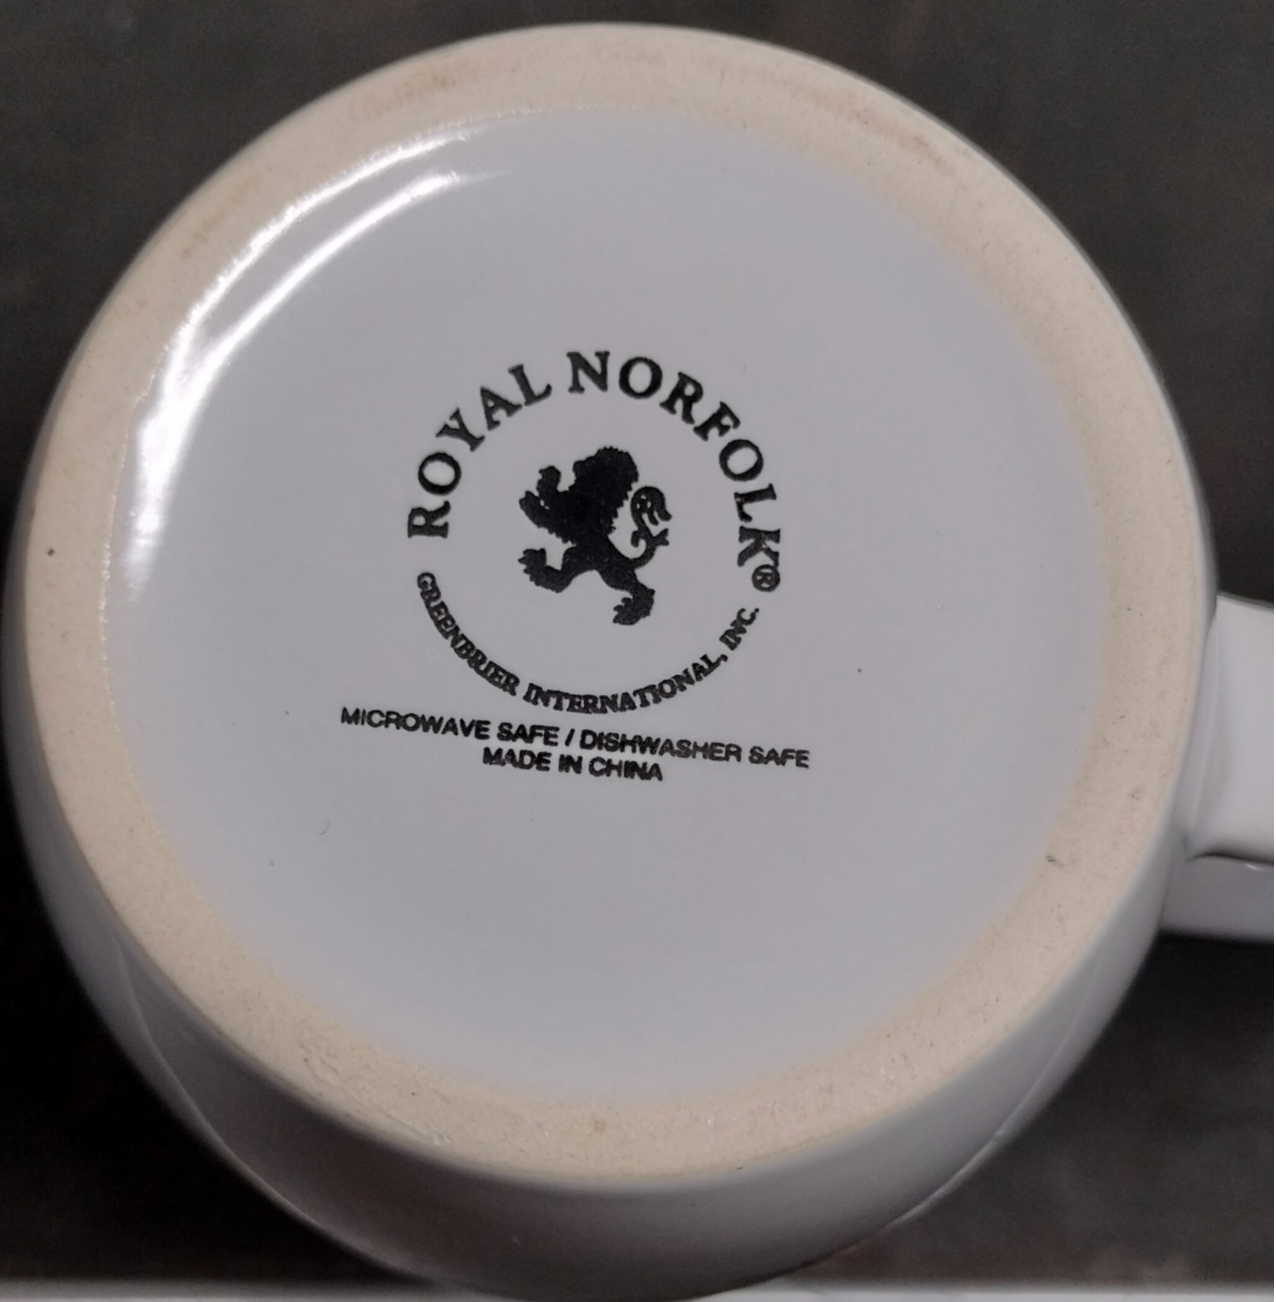 ROYAL NORFOLK®
GREENBRIER INTERNATIONAL, INC.
MICROWAVE SAFE / DISHWASHER SAFE
MADE IN CHINA